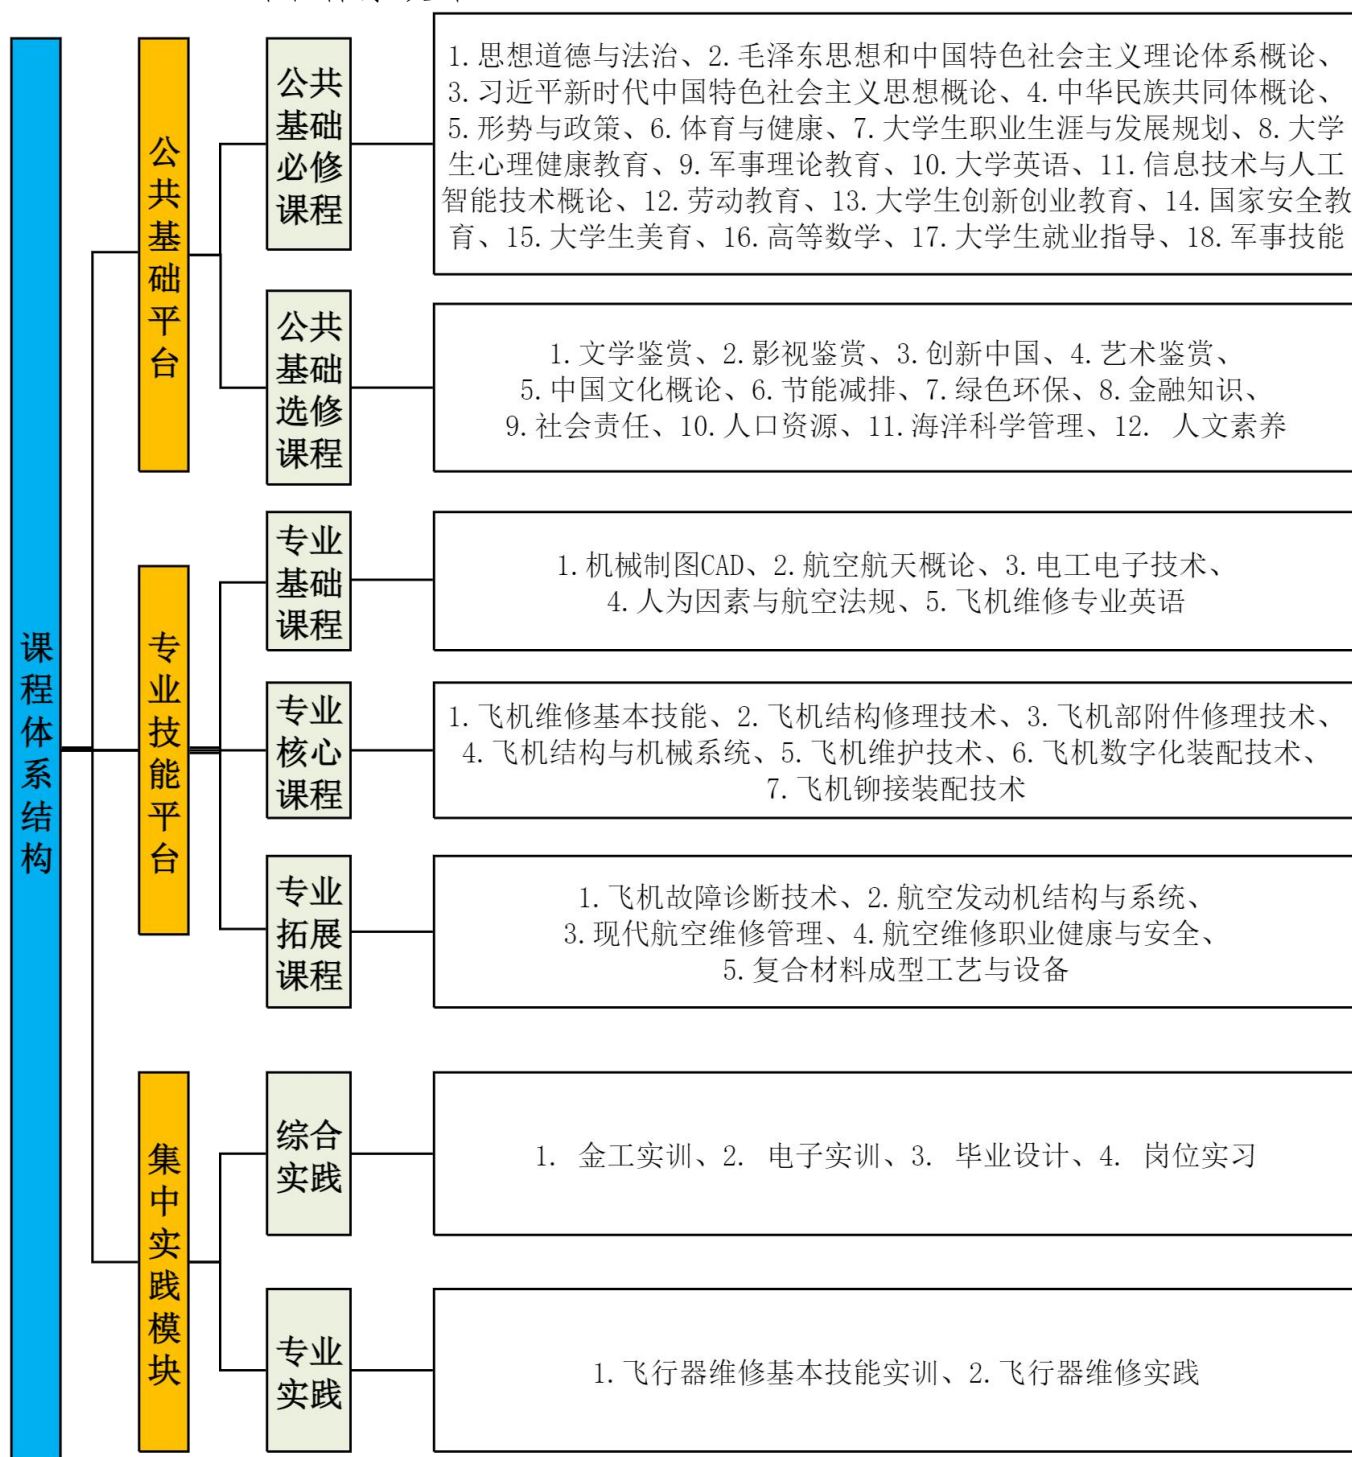 课程体系结构
公共基础平台
公共
基础
必修
课程
1.思想道德与法治、2.毛泽东思想和中国特色社会主义理论体系概论、
3.习近平新时代中国特色社会主义思想概论、4.中华民族共同体概论、
5.形势与政策、6.体育与健康、7.大学生职业生涯与发展规划、8.大学
生心理健康教育、9.军事理论教育、10.大学英语、11.信息技术与人工
智能技术概论、12.劳动教育、13.大学生创新创业教育、14.国家安全教
育、15.大学生美育、16.高等数学、17.大学生就业指导、18.军事技能
公共
基础
选修
课程
1.文学鉴赏、2.影视鉴赏、3.创新中国、4.艺术鉴赏、
5.中国文化概论、6.节能减排、7.绿色环保、8.金融知识、
9.社会责任、10.人口资源、11.海洋科学管理、12. 人文素养
专业技能平台
专业
基础
课程
1.机械制图CAD、2.航空航天概论、3.电工电子技术、
4.人为因素与航空法规、5.飞机维修专业英语
专业
核心
课程
1.飞机维修基本技能、2.飞机结构修理技术、3.飞机部附件修理技术、
4.飞机结构与机械系统、5.飞机维护技术、6.飞机数字化装配技术、
7.飞机铆接装配技术
专业
拓展
课程
1.飞机故障诊断技术、2.航空发动机结构与系统、
3.现代航空维修管理、4.航空维修职业健康与安全、
5.复合材料成型工艺与设备
集中实践模块
综合
实践
1. 金工实训、2. 电子实训、3. 毕业设计、4. 岗位实习
专业
实践
1.飞行器维修基本技能实训、2.飞行器维修实践